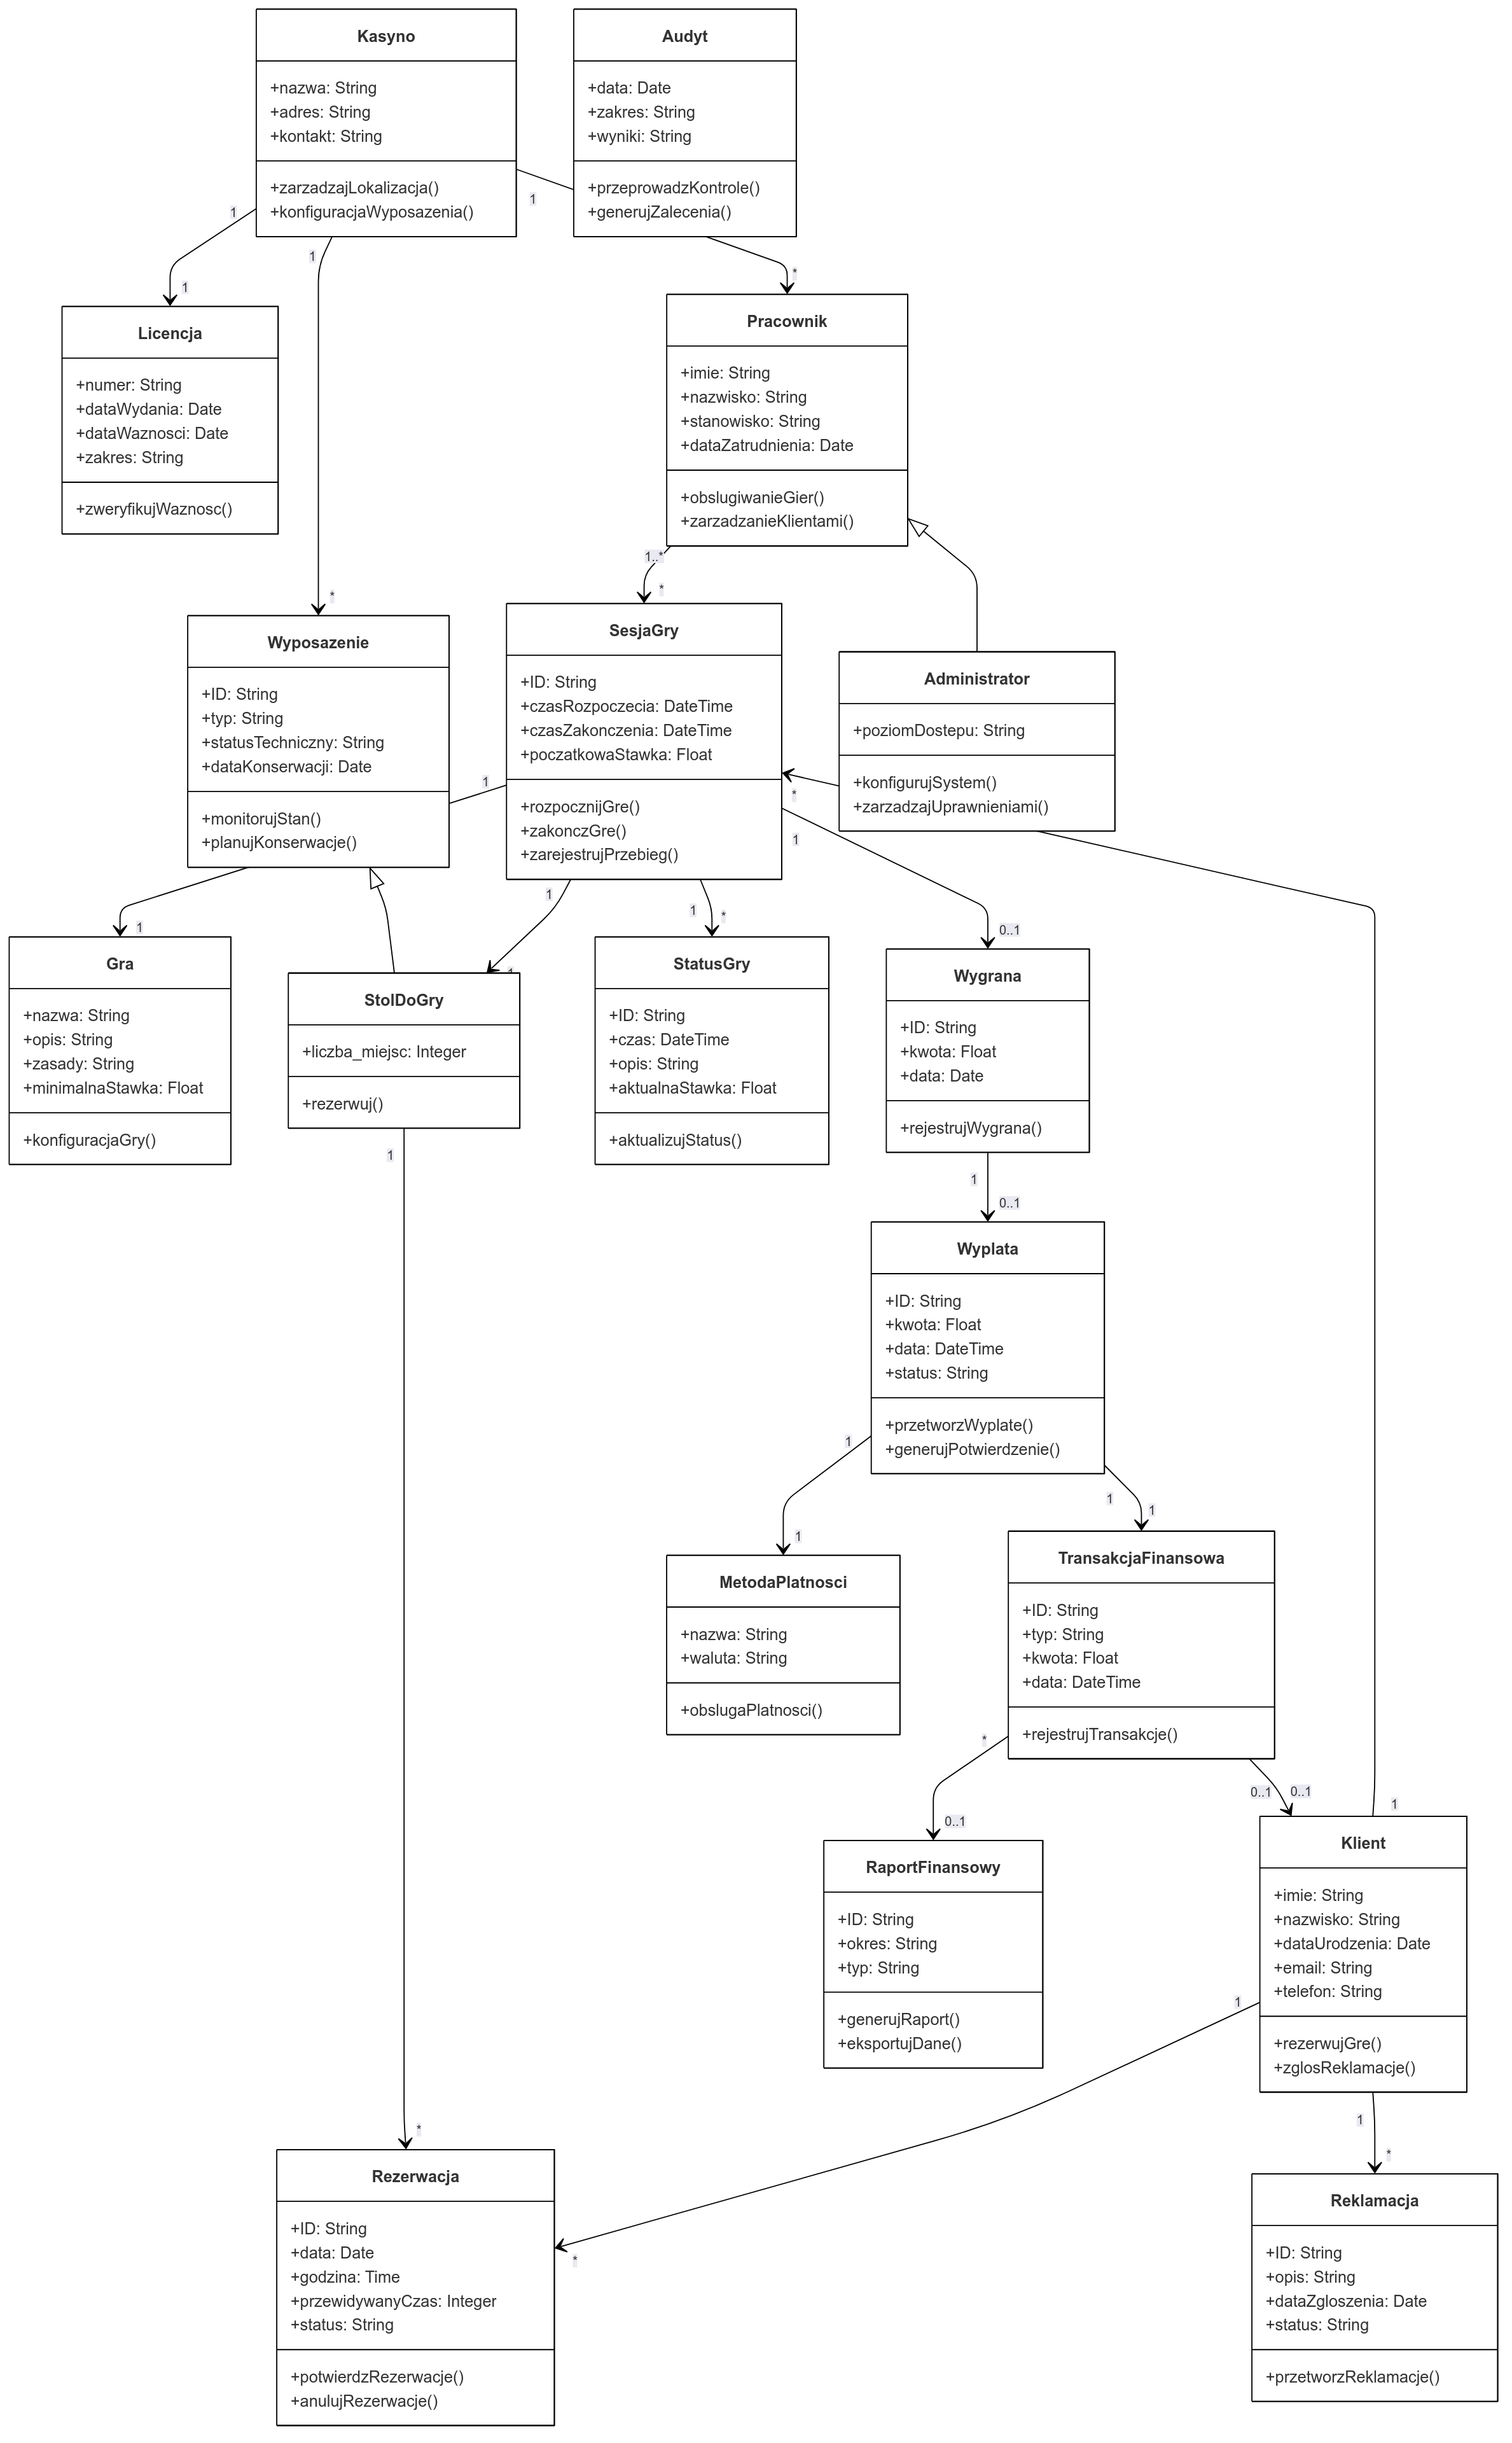 Kasyno
+nazwa: String
+adres: String
+kontakt: String
+zarzadzajLokalizacja()
+konfiguracjaWyposazenia()
Audyt
+data: Date
+zakres: String
+wyniki: String
+przeprowadzKontrole()
+generujZalecenia()
1
1
1
1
*
Licencja
+numer: String
+dataWydania: Date
+dataWaznosci: Date
+zakres: String
+zweryfikujWaznosc()
Pracownik
+imie: String
+nazwisko: String
+stanowisko: String
+dataZatrudnienia: Date
+obslugiwanieGier()
+zarzadzanieKlientami()
1..*
*
*
Wyposazenie
+ID: String
+typ: String
+statusTechniczny: String
+dataKonserwacji: Date
+monitorujStan()
+planujKonserwacje()
1
SesjaGry
+ID: String
+czasRozpoczecia: DateTime
+czasZakonczenia: DateTime
+poczatkowaStawka: Float
+rozpocznijGre()
+zakonczGre()
+zarejestrujPrzebieg()
Administrator
+poziomDostepu: String
+konfigurujSystem()
+zarzadzajUprawnieniami()
*
1
1
1
1
*
0..1
1
Gra
+nazwa: String
+opis: String
+zasady: String
+minimalnaStawka: Float
+konfiguracjaGry()
StolDoGry
+liczba_miejsc: Integer
+rezerwuj()
StatusGry
+ID: String
+czas: DateTime
+opis: String
+aktualnaStawka: Float
+aktualizujStatus()
Wygrana
+ID: String
+kwota: Float
+data: Date
+rejestrujWygrana()
1
1
0..1
Wyplata
+ID: String
+kwota: Float
+data: DateTime
+status: String
+przetworzWyplate()
+generujPotwierdzenie()
1
1
1
1
MetodaPlatnosci
+nazwa: String
+waluta: String
+obslugaPlatnosci()
TransakcjaFinansowa
+ID: String
+typ: String
+kwota: Float
+data: DateTime
+rejestrujTransakcje()
*
0..1
0..1
0..1
1
RaportFinansowy
+ID: String
+okres: String
+typ: String
+generujRaport()
+eksportujDane()
Klient
+imie: String
+nazwisko: String
+dataUrodzenia: Date
+email: String
+telefon: String
+rezerwujGre()
+zglosReklamacje()
1
1
*
*
*
Rezerwacja
+ID: String
+data: Date
+godzina: Time
+przewidywanyCzas: Integer
+status: String
+potwierdzRezerwacje()
+anulujRezerwacje()
Reklamacja
+ID: String
+opis: String
+dataZgloszenia: Date
+status: String
+przetworzReklamacje()